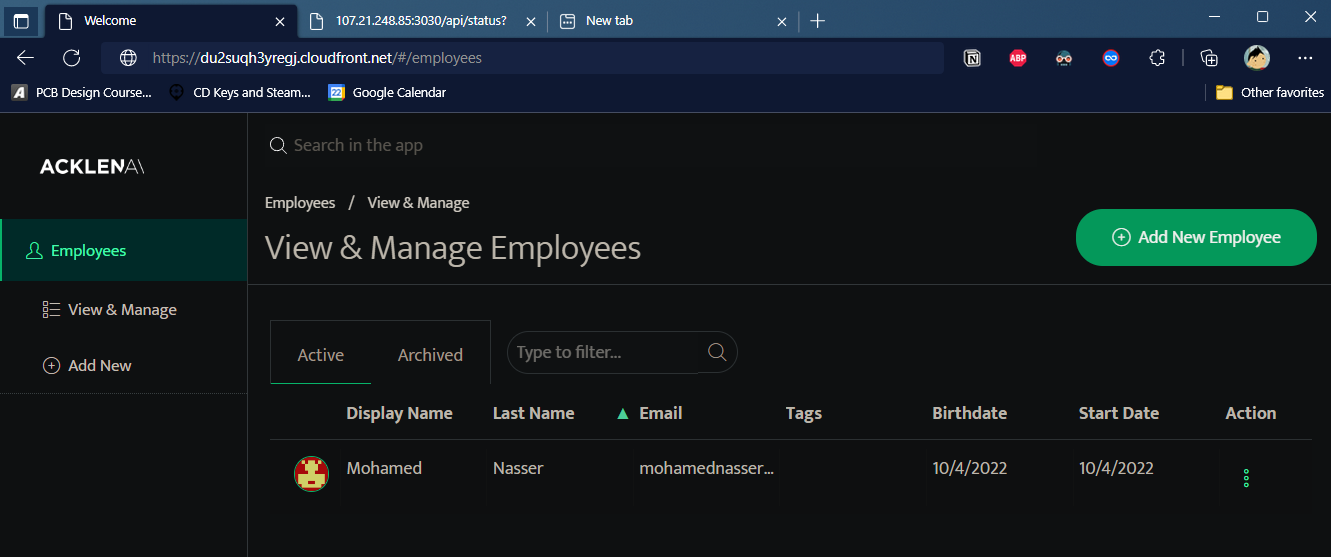 Welcome
107.21.248.85:3030/api/status?
New tab
https://du2suqh3yregj.cloudfront.net/#/employees
ABP
PCB Design Course...
CD Keys and Steam...
22
Google Calendar
Other favorites
ACKLENAV
Search in the app
Employees / View & Manage
View & Manage Employees
Add New Employee
Employees
View & Manage
Add New
Active
Archived
Type to filter...
Display Name Last Name Email Tags Birthdate Start Date Action
Mohamed Nasser mohamednasser... 10/4/2022 10/4/2022